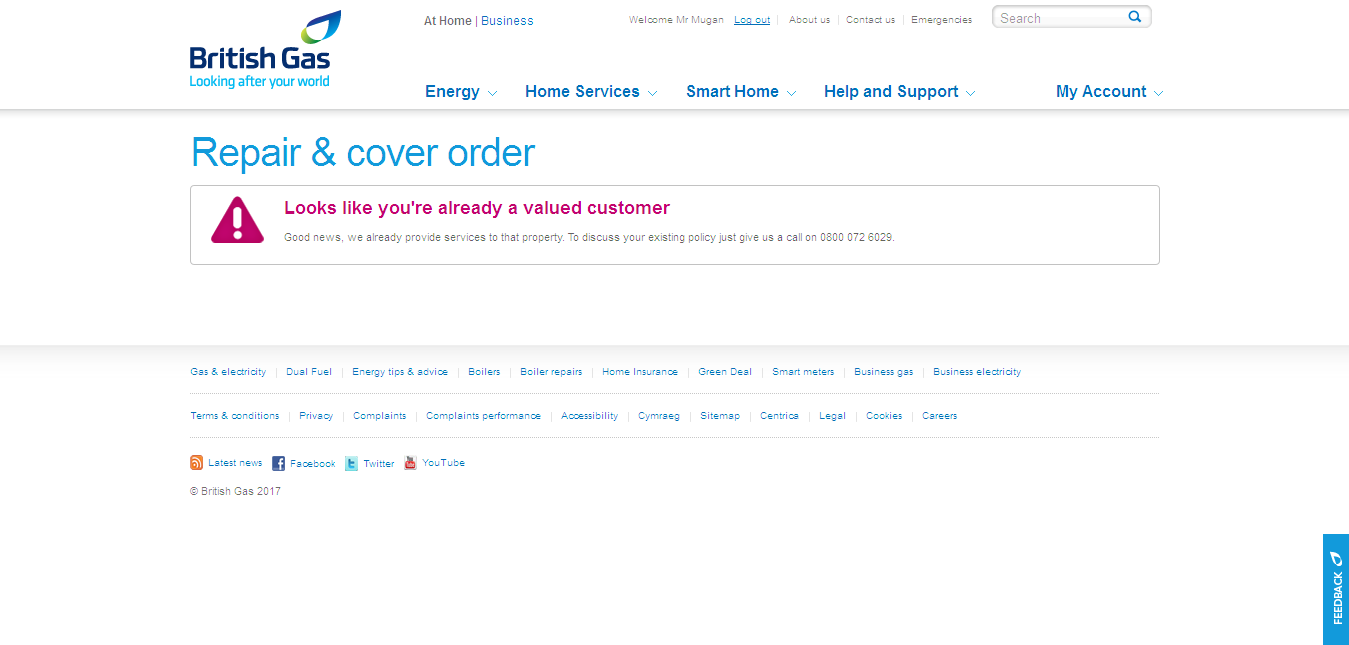 At Home | Business
Welcome Mr Mugan Log out About us Contact us Emergencies
Search
British Gas
Looking after your world
Energy Home Services Smart Home Help and Support My Account
Repair & cover order
Looks like you're already a valued customer
Good news, we already provide services to that property. To discuss your existing policy just give us a call on 0800 072 6029.
Gas & electricity Dual Fuel Energy tips & advice Boilers Boiler repairs Home Insurance Green Deal Smart meters Business gas Business electricity
Terms & conditions Privacy Complaints Complaints performance Accessibility Cymraeg Sitemap Centrica Legal Cookies Careers
Latest news Facebook Twitter YouTube
© British Gas 2017
FEEDBACK